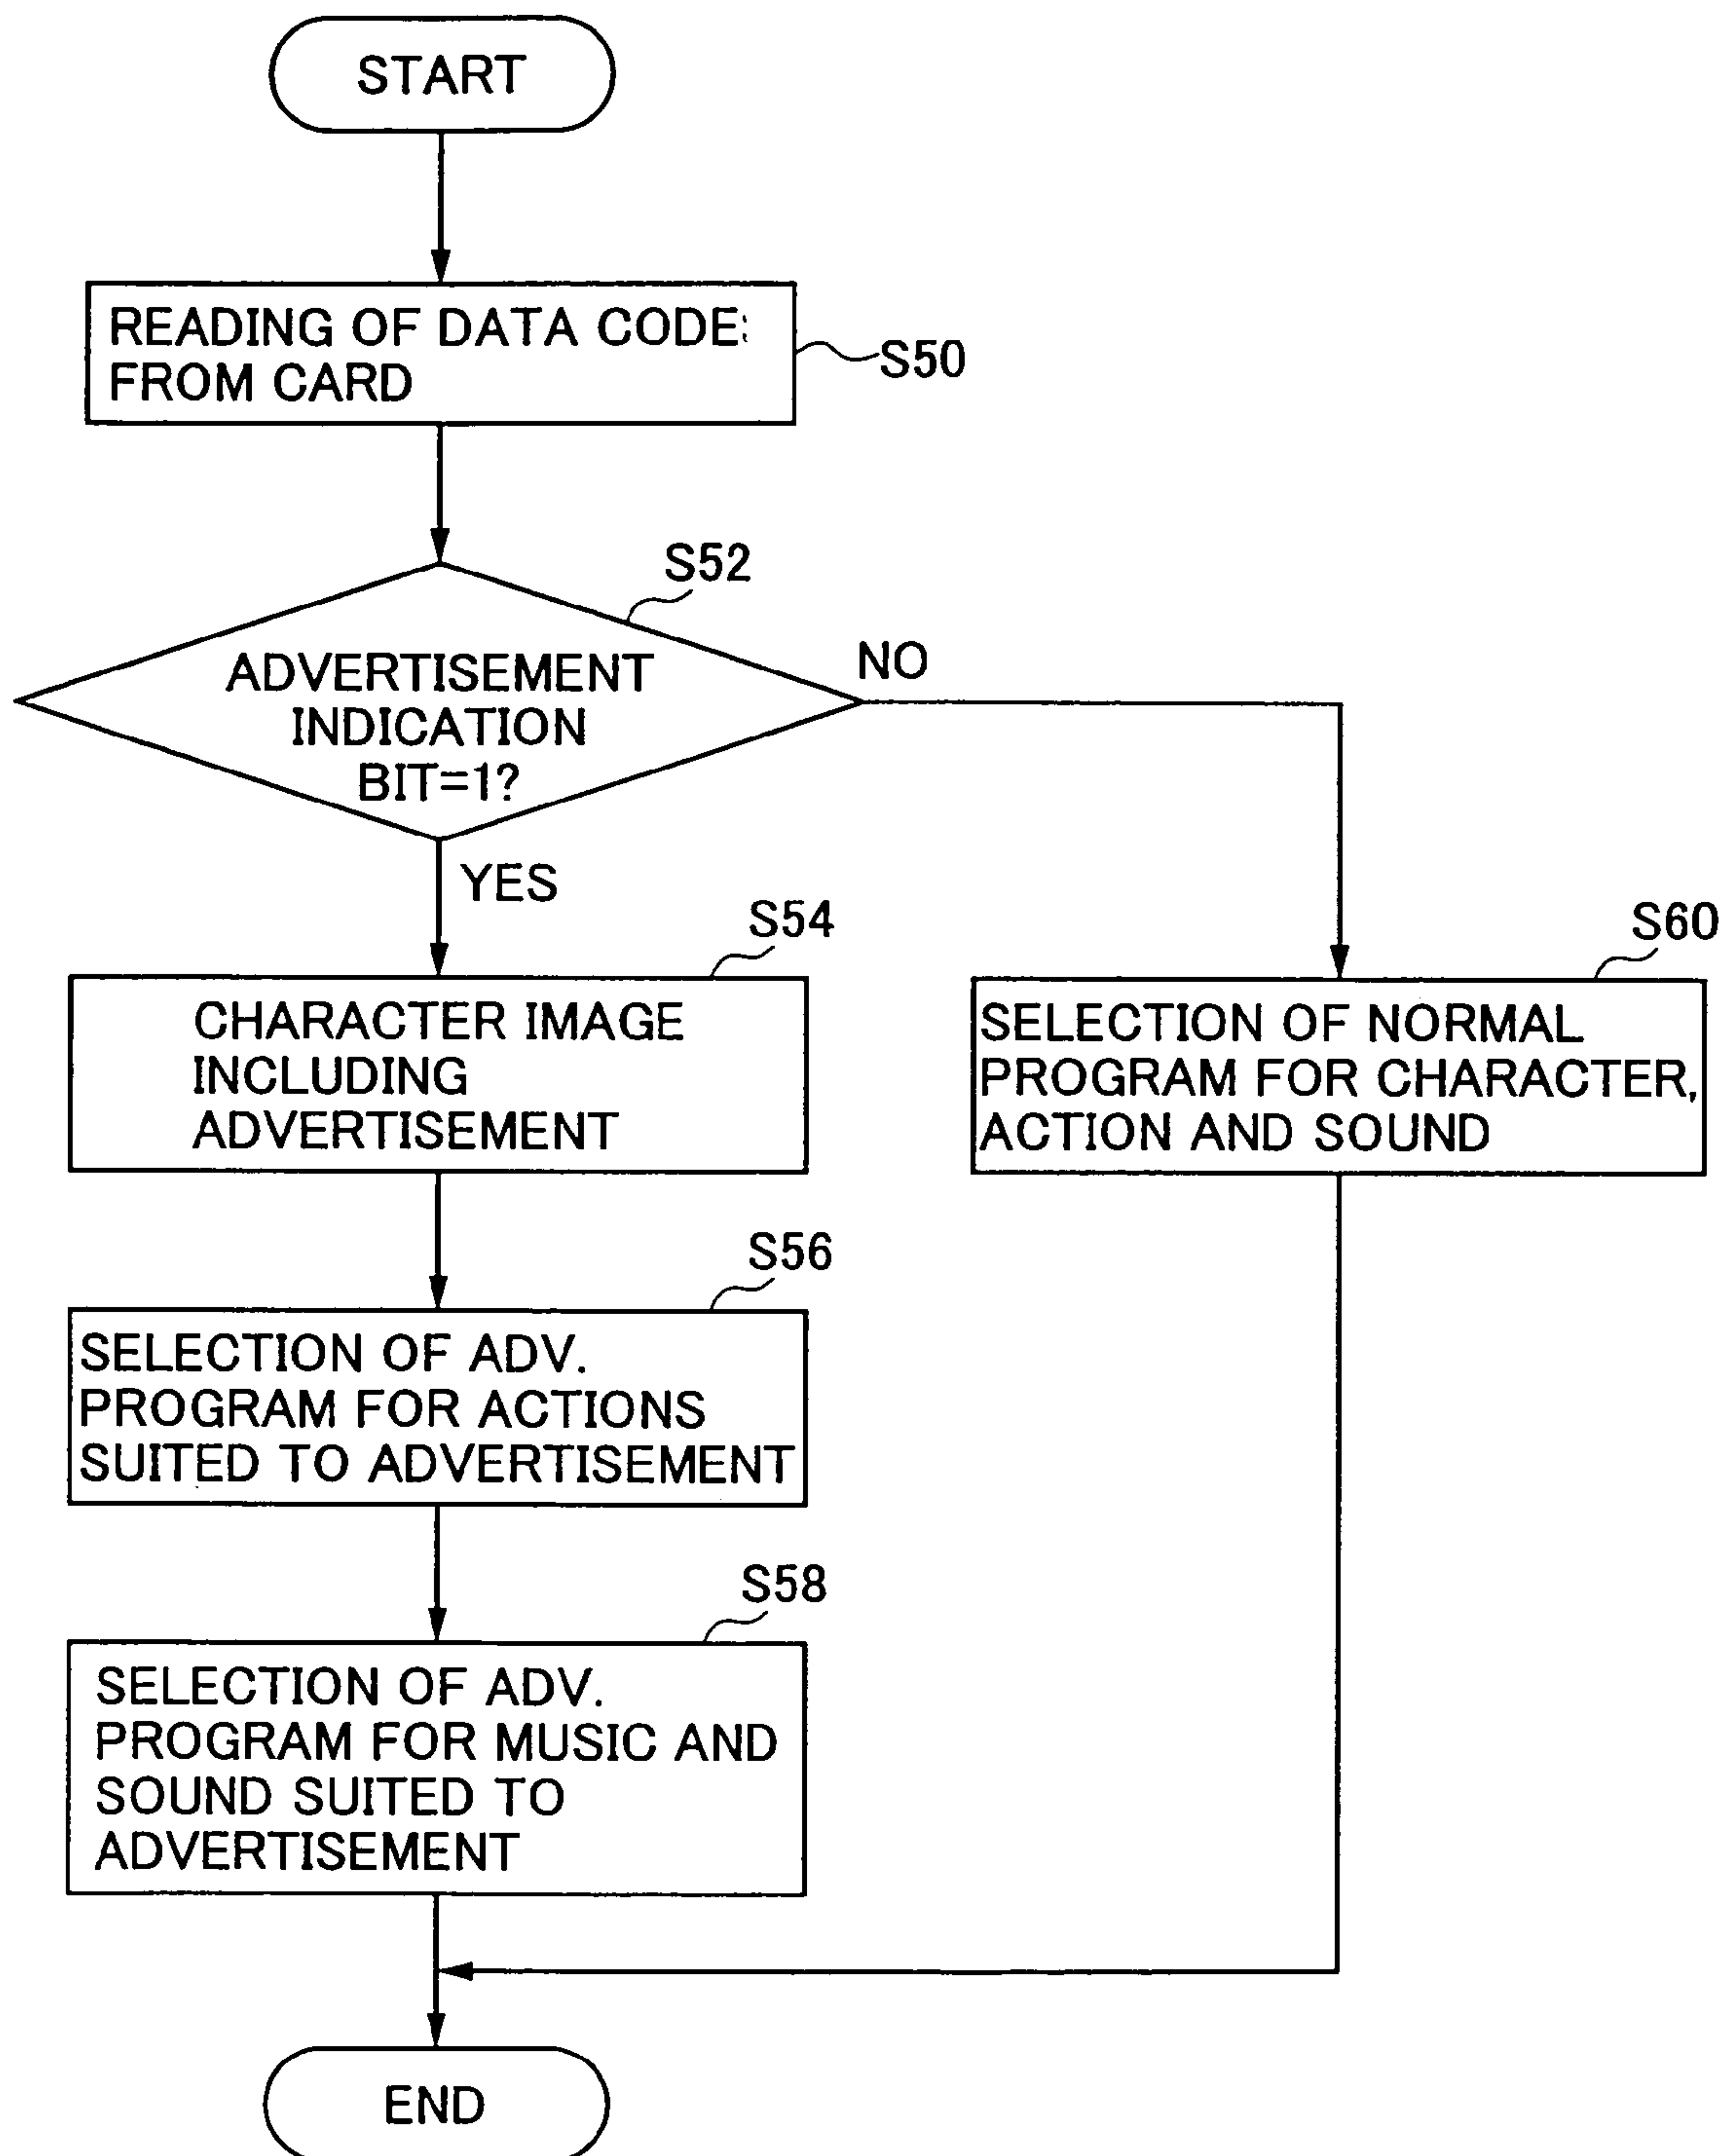 START
READING OF DATA CODE
FROM CARD
S50
S52
ADVERTISEMENT
INDICATION
BIT=1?
NO
YES
S54
CHARACTER IMAGE
INCLUDING
ADVERTISEMENT
S60
SELECTION OF NORMAL
PROGRAM FOR CHARACTER,
ACTION AND SOUND
S56
SELECTION OF ADV.
PROGRAM FOR ACTIONS
SUITED TO ADVERTISEMENT
S58
SELECTION OF ADV.
PROGRAM FOR MUSIC AND
SOUND SUITED TO
ADVERTISEMENT
END